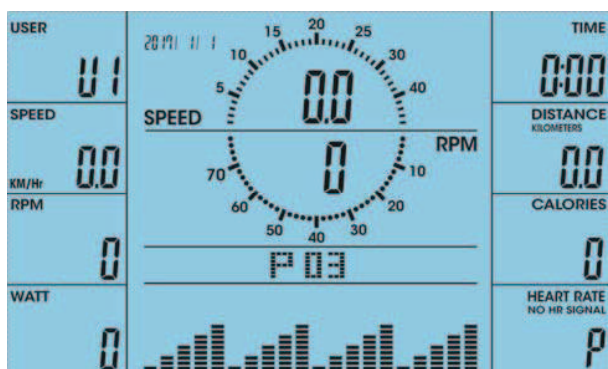 USER
U 1
SPEED
0.0
KM/Hr
RPM
0
WATT
0
2017/ 1/ 1
5
10
15
20
25
30
40
0.0
SPEED
RPM
0
70
60
50
40
30
20
10
P 03
TIME
0:00
DISTANCE
KILOMETERS
0.0
CALORIES
0
HEART RATE
NO HR SIGNAL
P